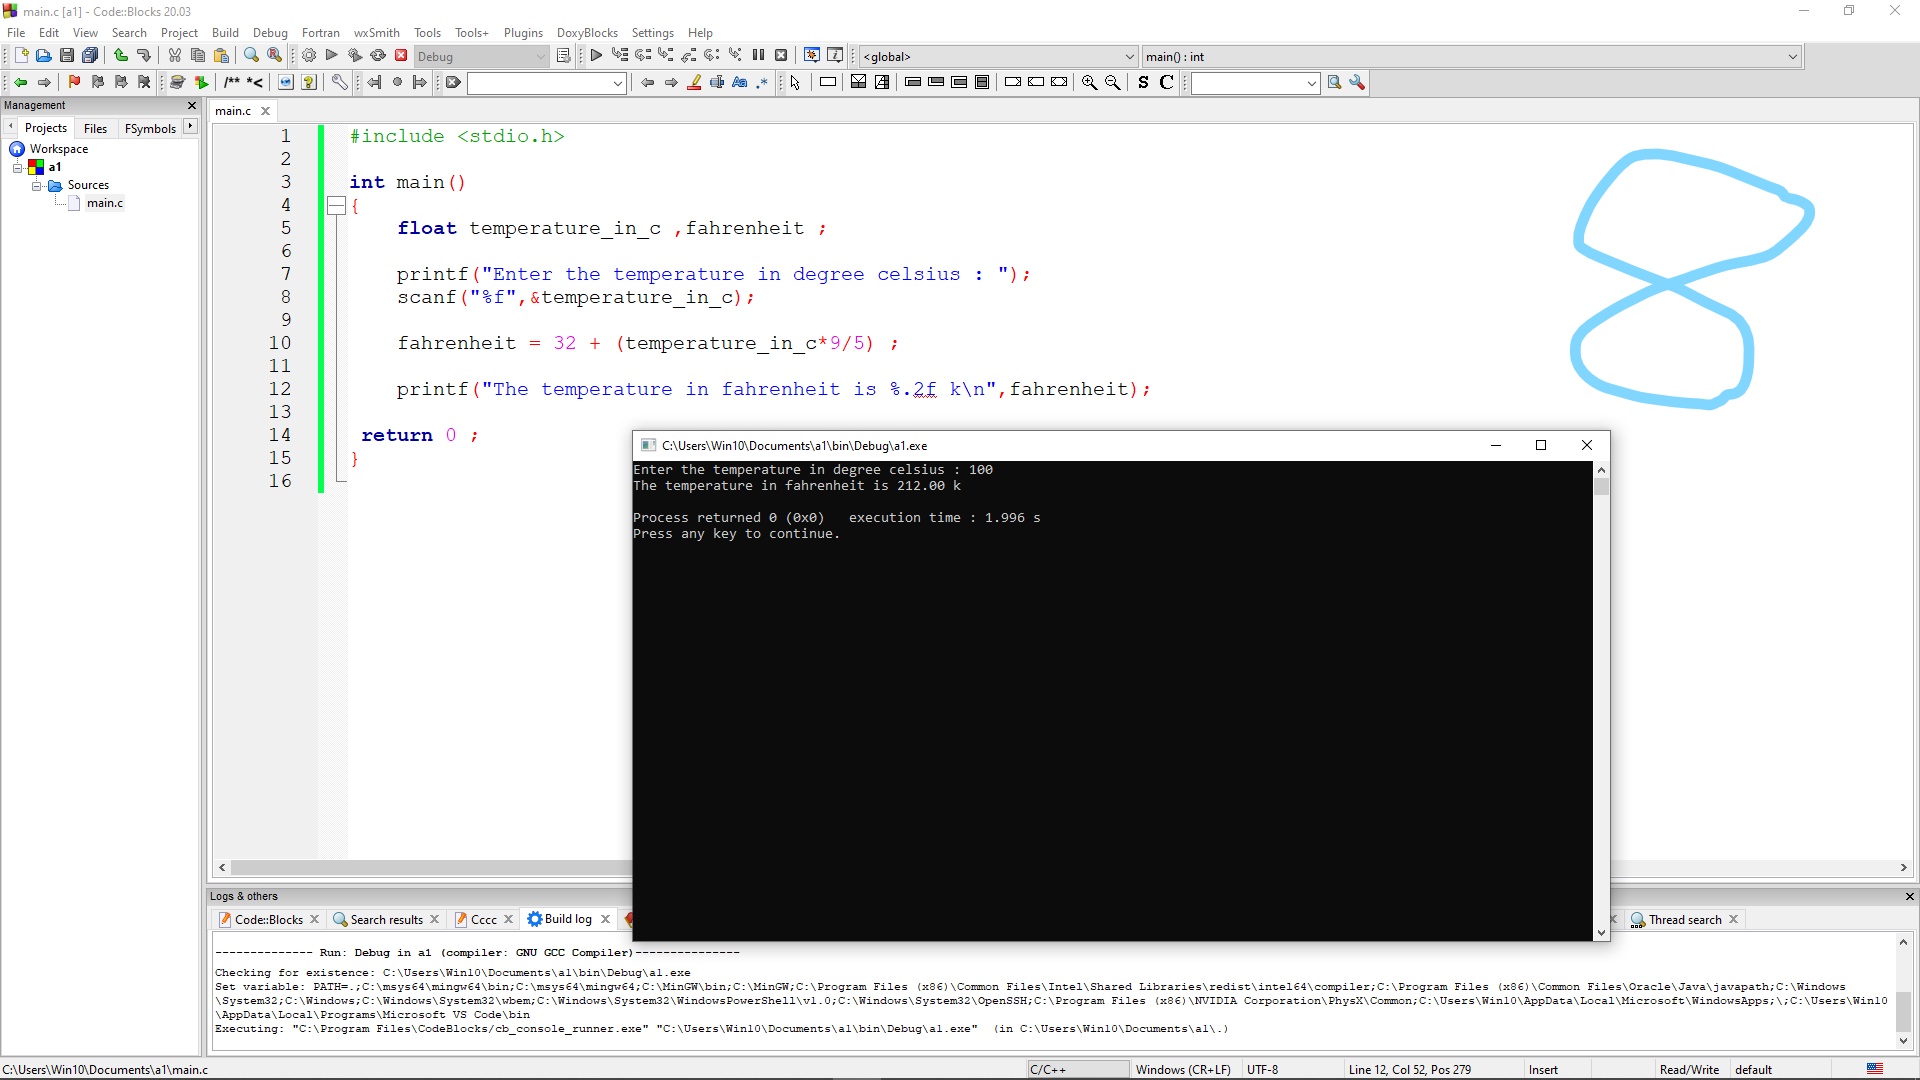 main.c [a1] - Code::Blocks 20.03
File Edit View Search Project Build Debug Fortran wxSmith Tools Tools+ Plugins DoxyBlocks Settings Help
Debug <global> main() : int
/** *< Aa .* S C
Management
Projects Files FSymbols
main.c
Workspace
a1
Sources
main.c
1 #include <stdio.h>
2
3 int main()
4 {
5 float temperature_in_c ,fahrenheit ;
6
7 printf("Enter the temperature in degree celsius : ");
8 scanf("%f",&temperature_in_c);
9
10 fahrenheit = 32 + (temperature_in_c*9/5) ;
11
12 printf("The temperature in fahrenheit is %.2f k\n",fahrenheit);
13
14 return 0 ;
15 }
16
8
C:\Users\Win10\Documents\a1\bin\Debug\a1.exe
Enter the temperature in degree celsius : 100
The temperature in fahrenheit is 212.00 k
Process returned 0 (0x0) execution time : 1.996 s
Press any key to continue.
Logs & others
Code::Blocks Search results Cccc Build log Thread search
-------------- Run: Debug in a1 (compiler: GNU GCC Compiler)---------------
Checking for existence: C:\Users\Win10\Documents\a1\bin\Debug\a1.exe
Set variable: PATH=.;C:\msys64\mingw64\bin;C:\msys64\mingw64;C:\MinGW\bin;C:\MinGW;C:\Program Files (x86)\Common Files\Intel\Shared Libraries\redist\intel64\compiler;C:\Program Files (x86)\Common Files\Oracle\Java\javapath;C:\Windows
\System32;C:\Windows;C:\Windows\System32\wbem;C:\Windows\System32\WindowsPowerShell\v1.0;C:\Windows\System32\OpenSSH;C:\Program Files (x86)\NVIDIA Corporation\PhysX\Common;C:\Users\Win10\AppData\Local\Microsoft\WindowsApps;\;C:\Users\Win10
\AppData\Local\Programs\Microsoft VS Code\bin
Executing: "C:\Program Files\CodeBlocks/cb_console_runner.exe" "C:\Users\Win10\Documents\a1\bin\Debug\a1.exe" (in C:\Users\Win10\Documents\a1\.)
C:\Users\Win10\Documents\a1\main.c C/C++ Windows (CR+LF) UTF-8 Line 12, Col 52, Pos 279 Insert Read/Write default